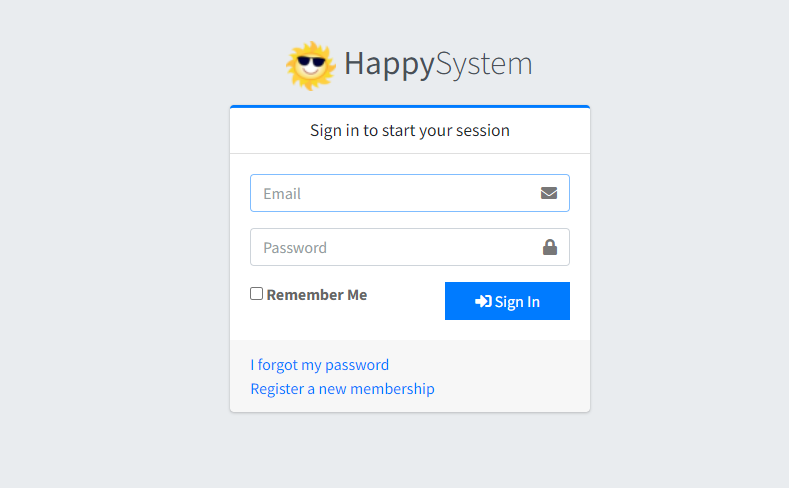 HappySystem
Sign in to start your session
Email
Password
Remember Me
Sign In
I forgot my password
Register a new membership